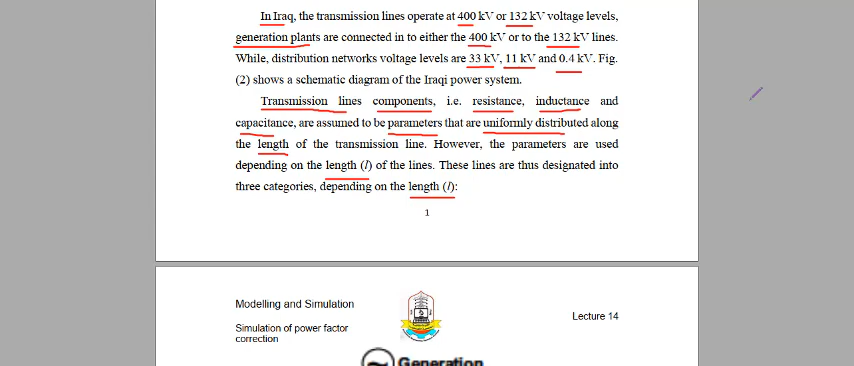 In Iraq, the transmission lines operate at 400 kV or 132 kV voltage levels,
generation plants are connected in to either the 400 kV or to the 132 kV lines.
While, distribution networks voltage levels are 33 kV, 11 kV and 0.4 kV. Fig.
(2) shows a schematic diagram of the Iraqi power system.
Transmission lines components, i.e. resistance, inductance and
capacitance, are assumed to be parameters that are uniformly distributed along
the length of the transmission line. However, the parameters are used
depending on the length (l) of the lines. These lines are thus designated into
three categories, depending on the length (l):
1
Modelling and Simulation
Lecture 14
Simulation of power factor
correction
Generation